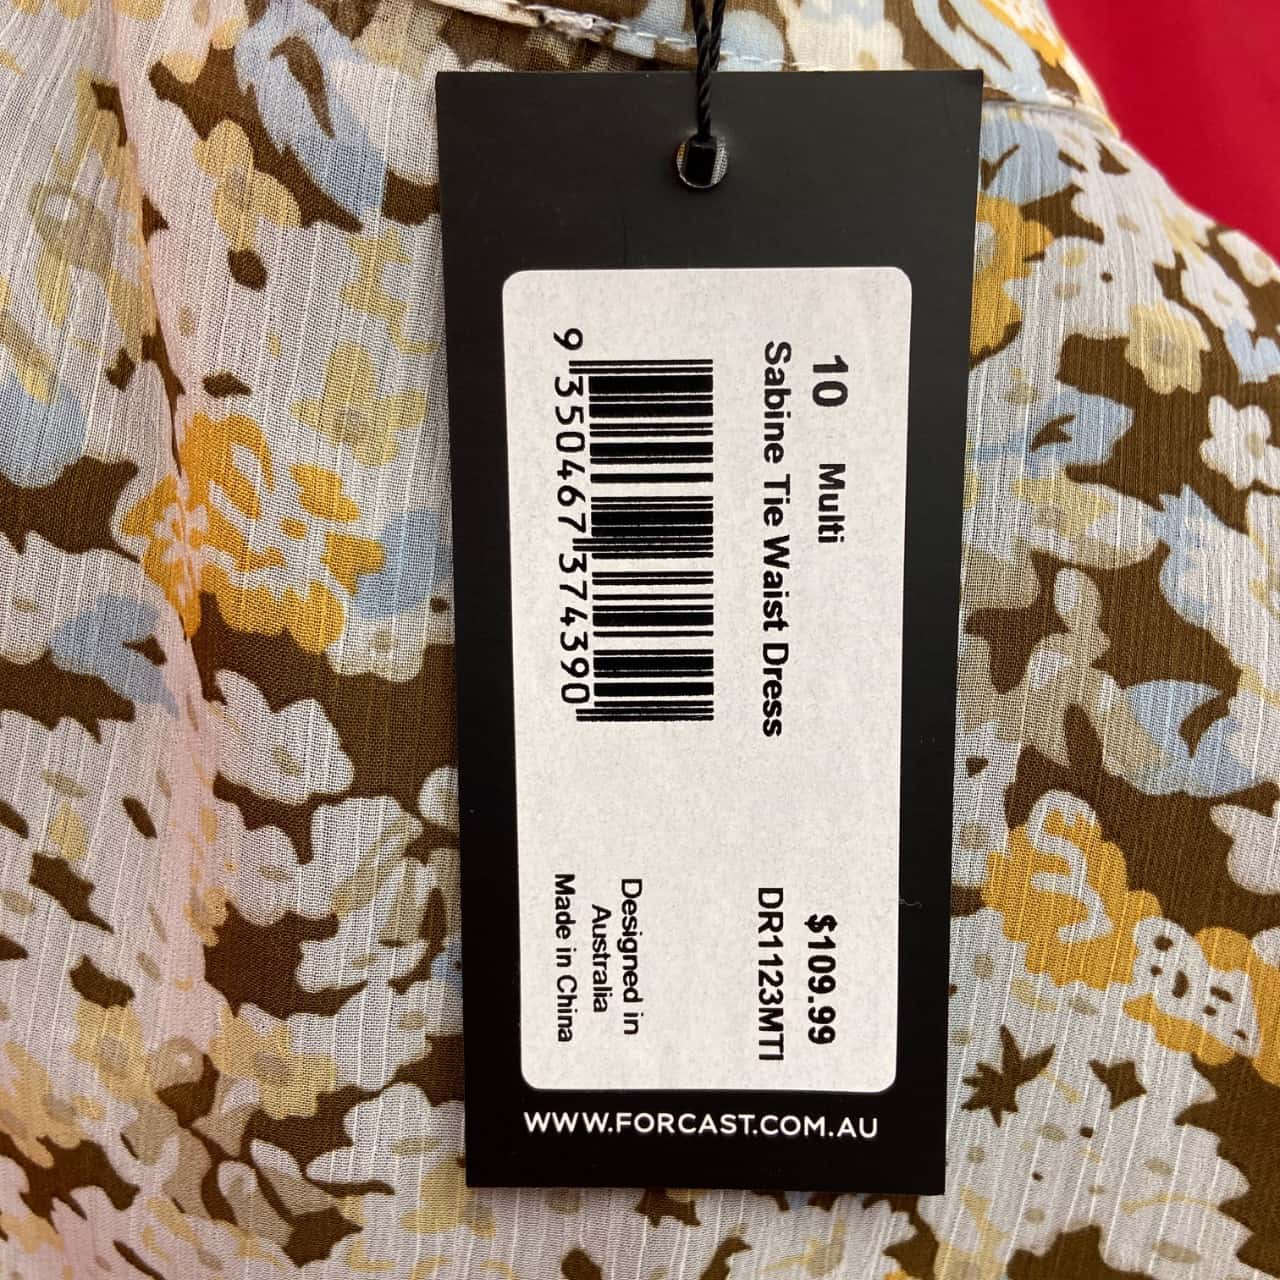 10 Multi $109.99
Sabine Tie Waist Dress DR1123MTI
9 350467 374390
Designed in
Australia
Made in China
WWW.FORCAST.COM.AU